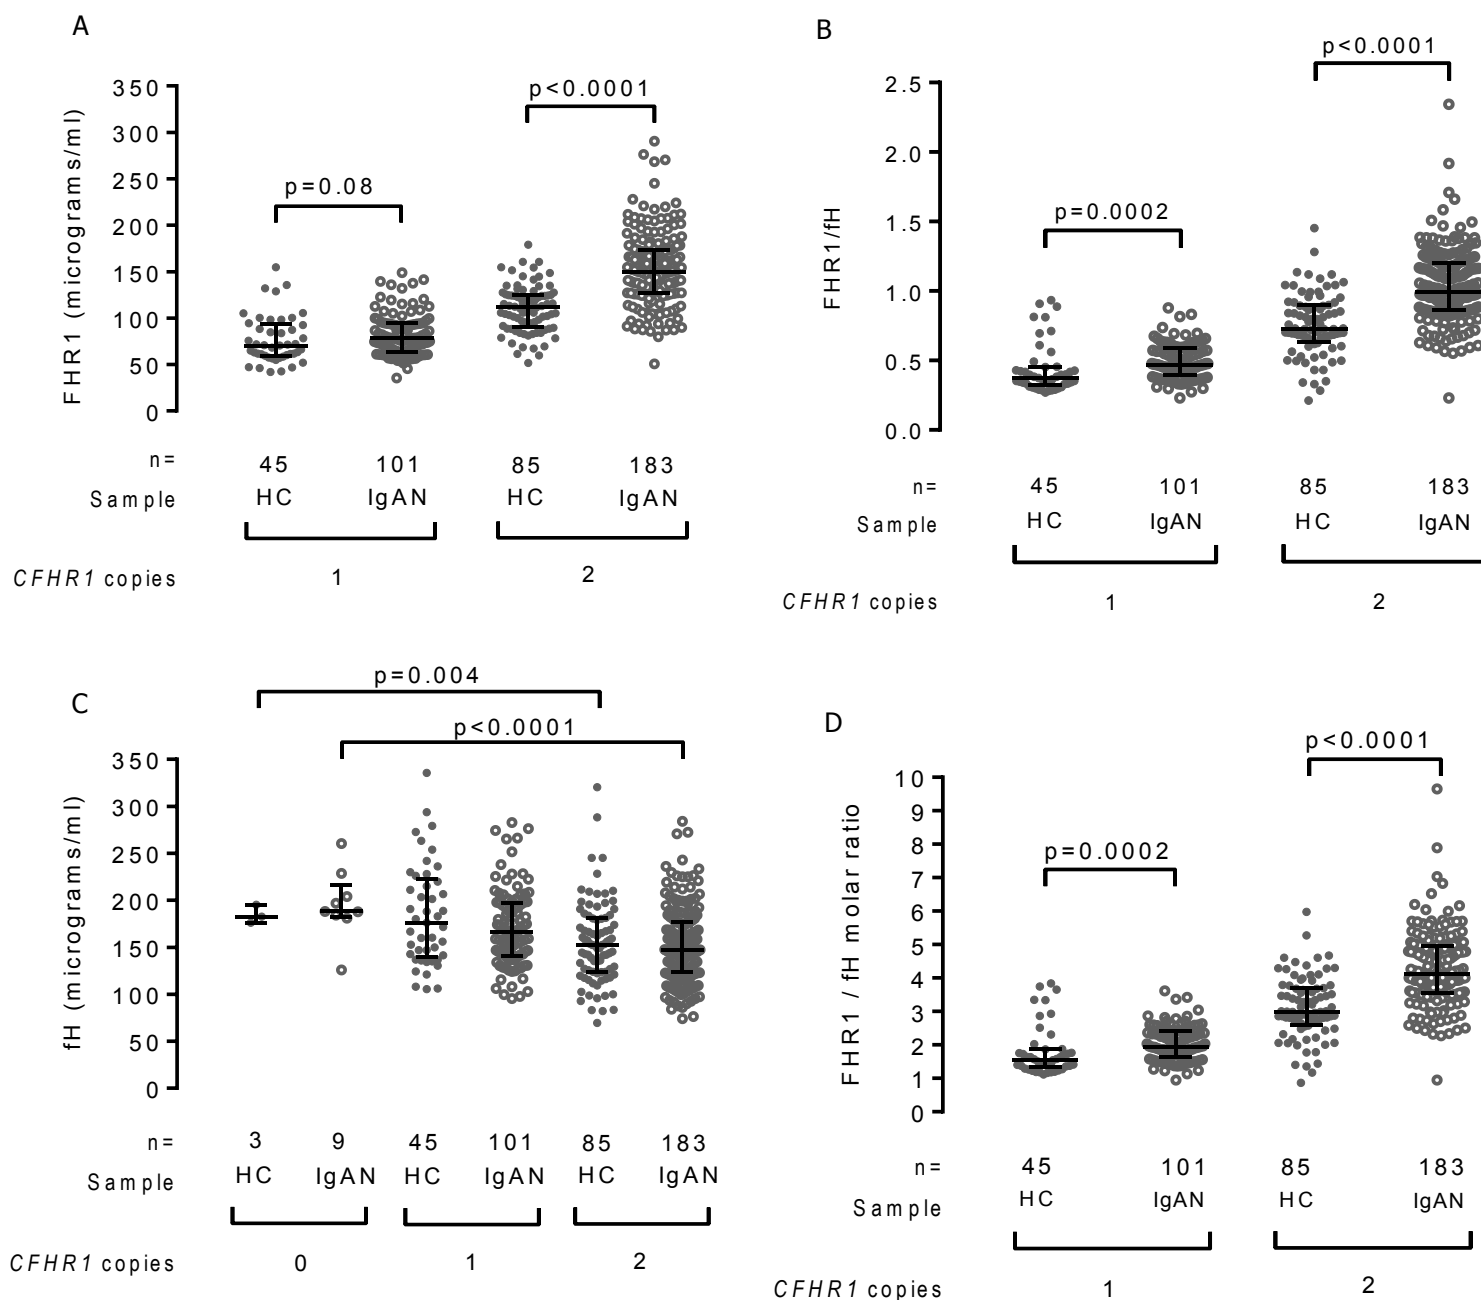 A
p<0.0001
p=0.08
FHR1 (micrograms/ml)
350
300
250
200
150
100
50
0
n= 45 101 85 183
Sample HC IgAN HC IgAN
CFHR1 copies 1 2
B
p<0.0001
p=0.0002
FHR1/fH
2.5
2.0
1.5
1.0
0.5
0.0
n= 45 101 85 183
Sample HC IgAN HC IgAN
CFHR1 copies 1 2
C
p=0.004
p<0.0001
fH (micrograms/ml)
350
300
250
200
150
100
50
0
n= 3 9 45 101 85 183
Sample HC IgAN HC IgAN HC IgAN
CFHR1 copies 0 1 2
D
p<0.0001
p=0.0002
FHR1 / fH molar ratio
10
9
8
7
6
5
4
3
2
1
0
n= 45 101 85 183
Sample HC IgAN HC IgAN
CFHR1 copies 1 2